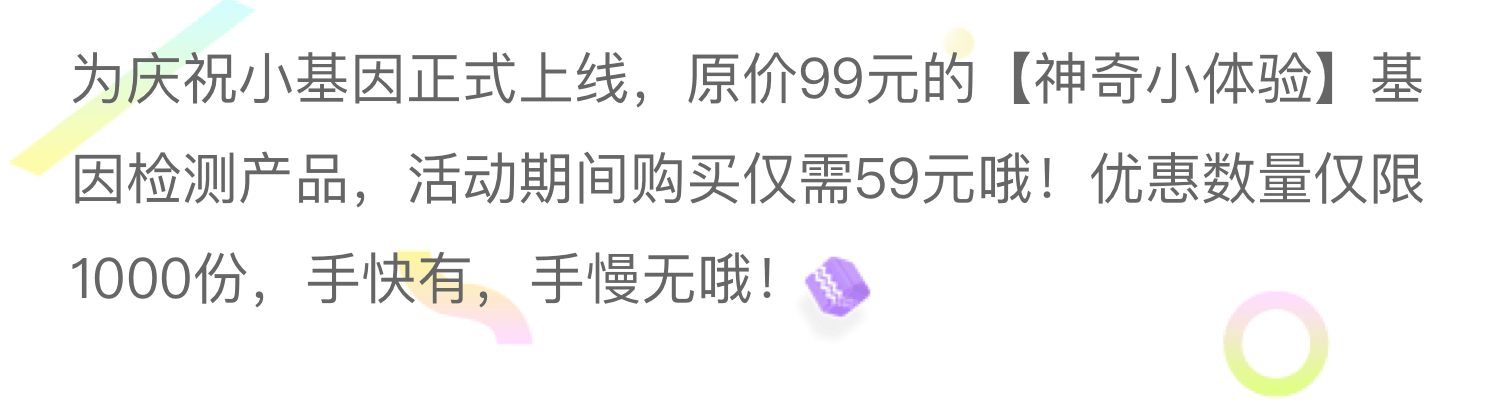 为庆祝小基因正式上线，原价99元的【神奇小体验】基
因检测产品，活动期间购买仅需59元哦！优惠数量仅限
1000份，手快有，手慢无哦！